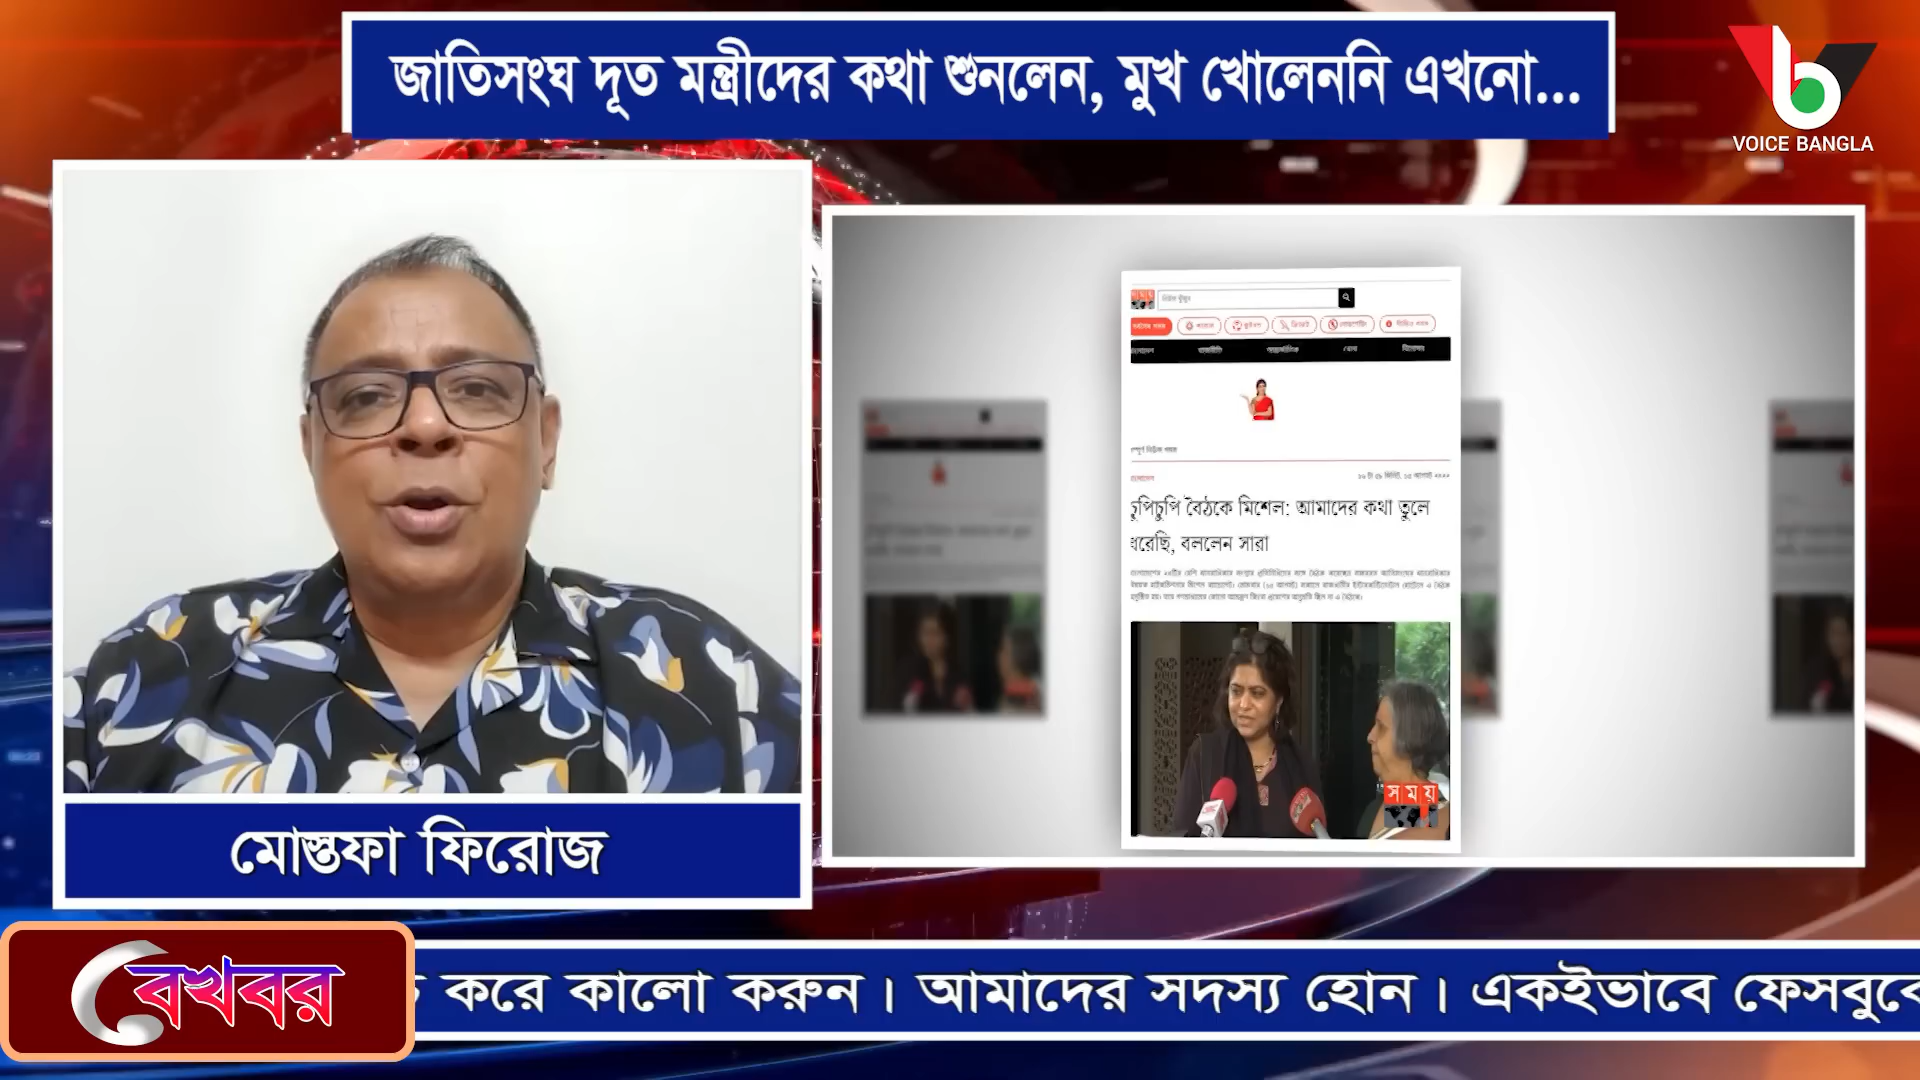 জাতিসংঘ দূত মন্ত্রীদের কথা শুনলেন, মুখ খোলেননি এখনো...
VOICE BANGLA
চুপিচুপি বৈঠকে মিশেল: আমাদের কথা তুলে
ধরেছি, বললেন সারা
সময়
মোস্তফা ফিরোজ
বেখবর
করে কালো করুন। আমাদের সদস্য হোন। একইভাবে ফেসবুকে